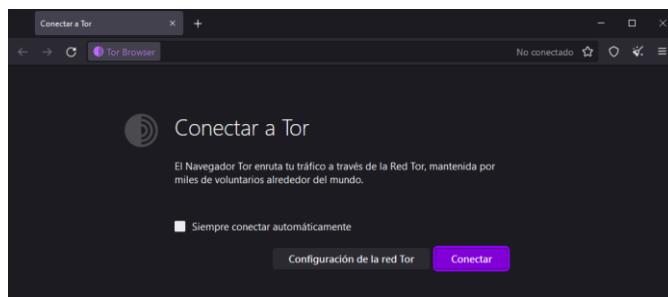 Conectar a Tor
Tor Browser
No conectado
Conectar a Tor
El Navegador Tor enruta tu tráfico a través de la Red Tor, mantenida por
miles de voluntarios alrededor del mundo.
Siempre conectar automáticamente
Configuración de la red Tor
Conectar